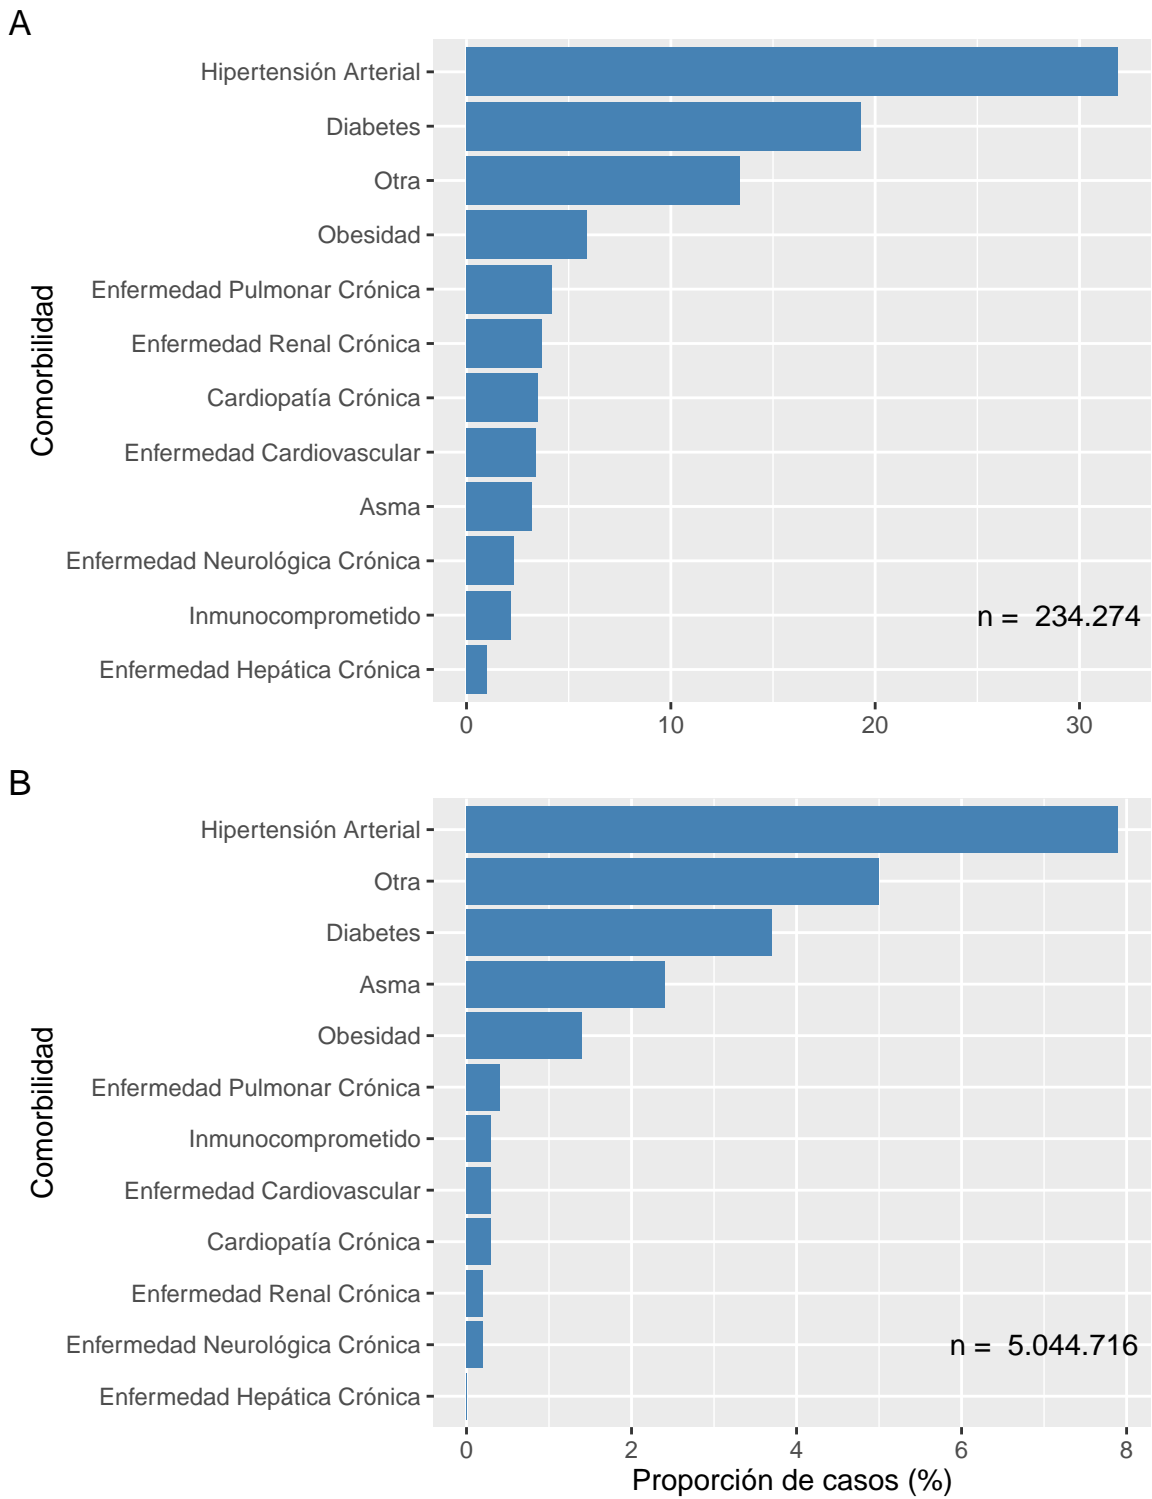 A
Hipertensión Arterial
Diabetes
Otra
Obesidad
Enfermedad Pulmonar Crónica
Enfermedad Renal Crónica
Cardiopatía Crónica
Enfermedad Cardiovascular
Asma
Enfermedad Neurológica Crónica
Inmunocomprometido
Enfermedad Hepática Crónica
Comorbilidad
n = 234.274
0 10 20 30
B
Hipertensión Arterial
Otra
Diabetes
Asma
Obesidad
Enfermedad Pulmonar Crónica
Inmunocomprometido
Enfermedad Cardiovascular
Cardiopatía Crónica
Enfermedad Renal Crónica
Enfermedad Neurológica Crónica
Enfermedad Hepática Crónica
Comorbilidad
n = 5.044.716
0 2 4 6 8
Proporción de casos (%)